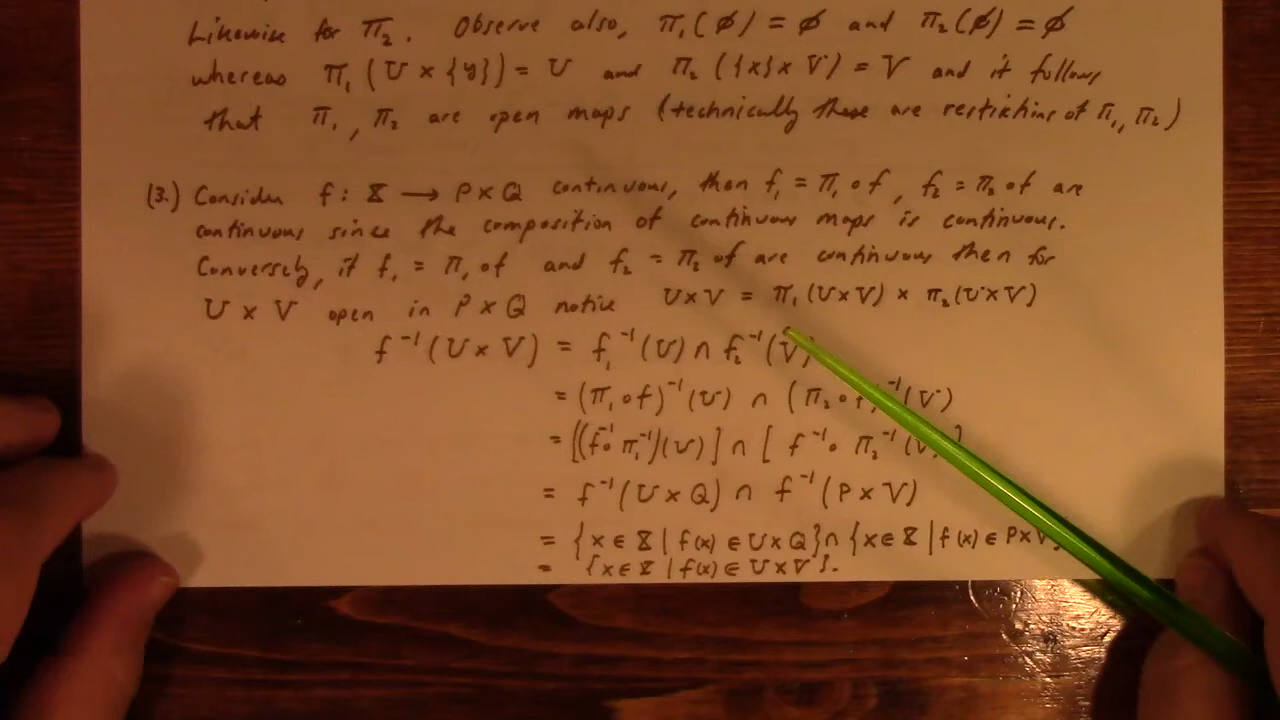 Likewise for π₂. Observe also, π₁(∅) = ∅ and π₂(∅) = ∅
whereas π₁(U × {y}) = U and π₂({x} × V) = V and it follows
that π₁, π₂ are open maps (technically these are restrictions of π₁, π₂)
(3.) Consider f: X → P × Q continuous, then f₁ = π₁ ∘ f, f₂ = π₂ ∘ f are
continuous since the composition of continuous maps is continuous.
Conversely, if f₁ = π₁ ∘ f and f₂ = π₂ ∘ f are continuous then for
U × V open in P × Q notice U × V = π₁(U × V) × π₂(U × V)
f⁻¹(U × V) = f₁⁻¹(U) ∩ f₂⁻¹(V)
= (π₁ ∘ f)⁻¹(U) ∩ (π₂ ∘ f)⁻¹(V)
= [(f⁻¹ ∘ π₁⁻¹)(U)] ∩ [f⁻¹ ∘ π₂⁻¹(V)]
= f⁻¹(U × Q) ∩ f⁻¹(P × V)
= {x ∈ X | f(x) ∈ U × Q} ∩ {x ∈ X | f(x) ∈ P × V}
= {x ∈ X | f(x) ∈ U × V}.